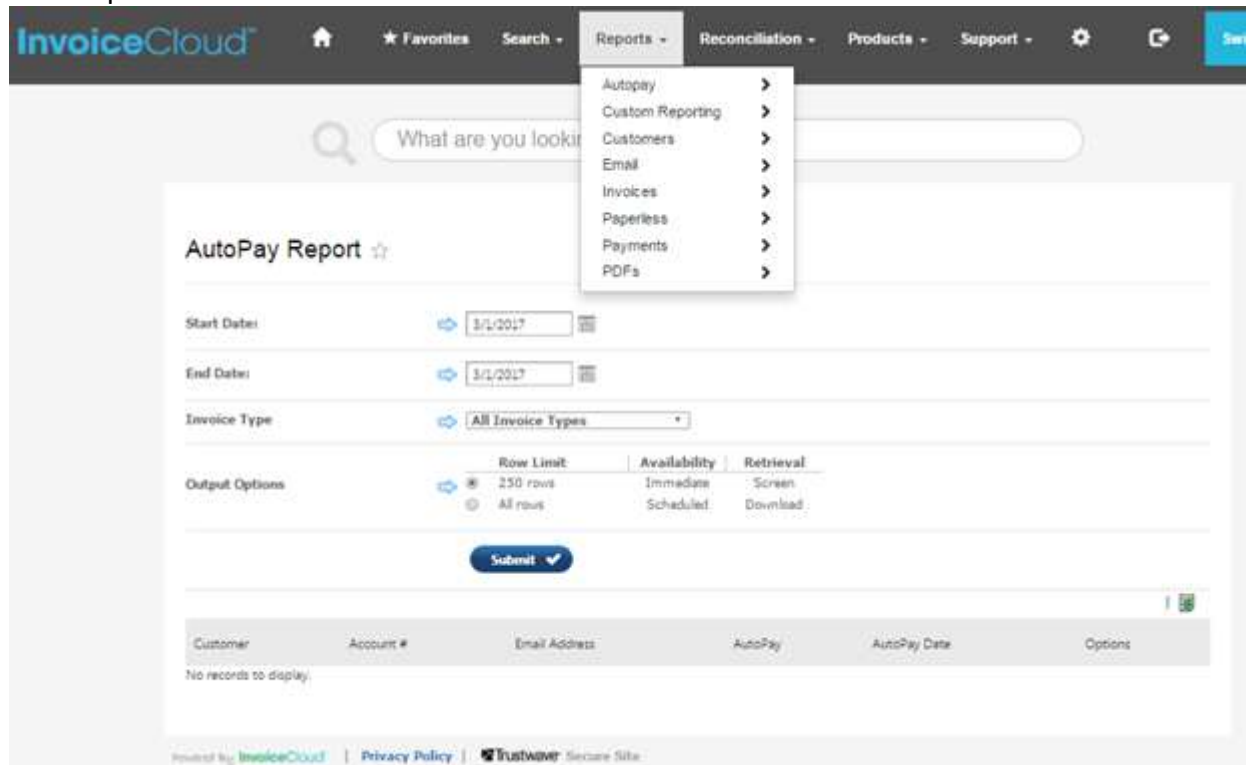 InvoiceCloud
★ Favorites Search Reports Reconciliation Products Support
What are you
Autopay
Custom Reporting
Customers
Email
Invoices
Paperless
Payments
PDFs
AutoPay Report
Start Date: 3/1/2017
End Date: 3/1/2017
Invoice Type All Invoice Types
Row Limit Availability Retrieval
Output Options 250 rows Immediate Screen
All rows Scheduled Download
Submit
Customer Account # Email Address AutoPay AutoPay Date Options
No records to display.
Powered by InvoiceCloud | Privacy Policy | Trustwave Secure Site